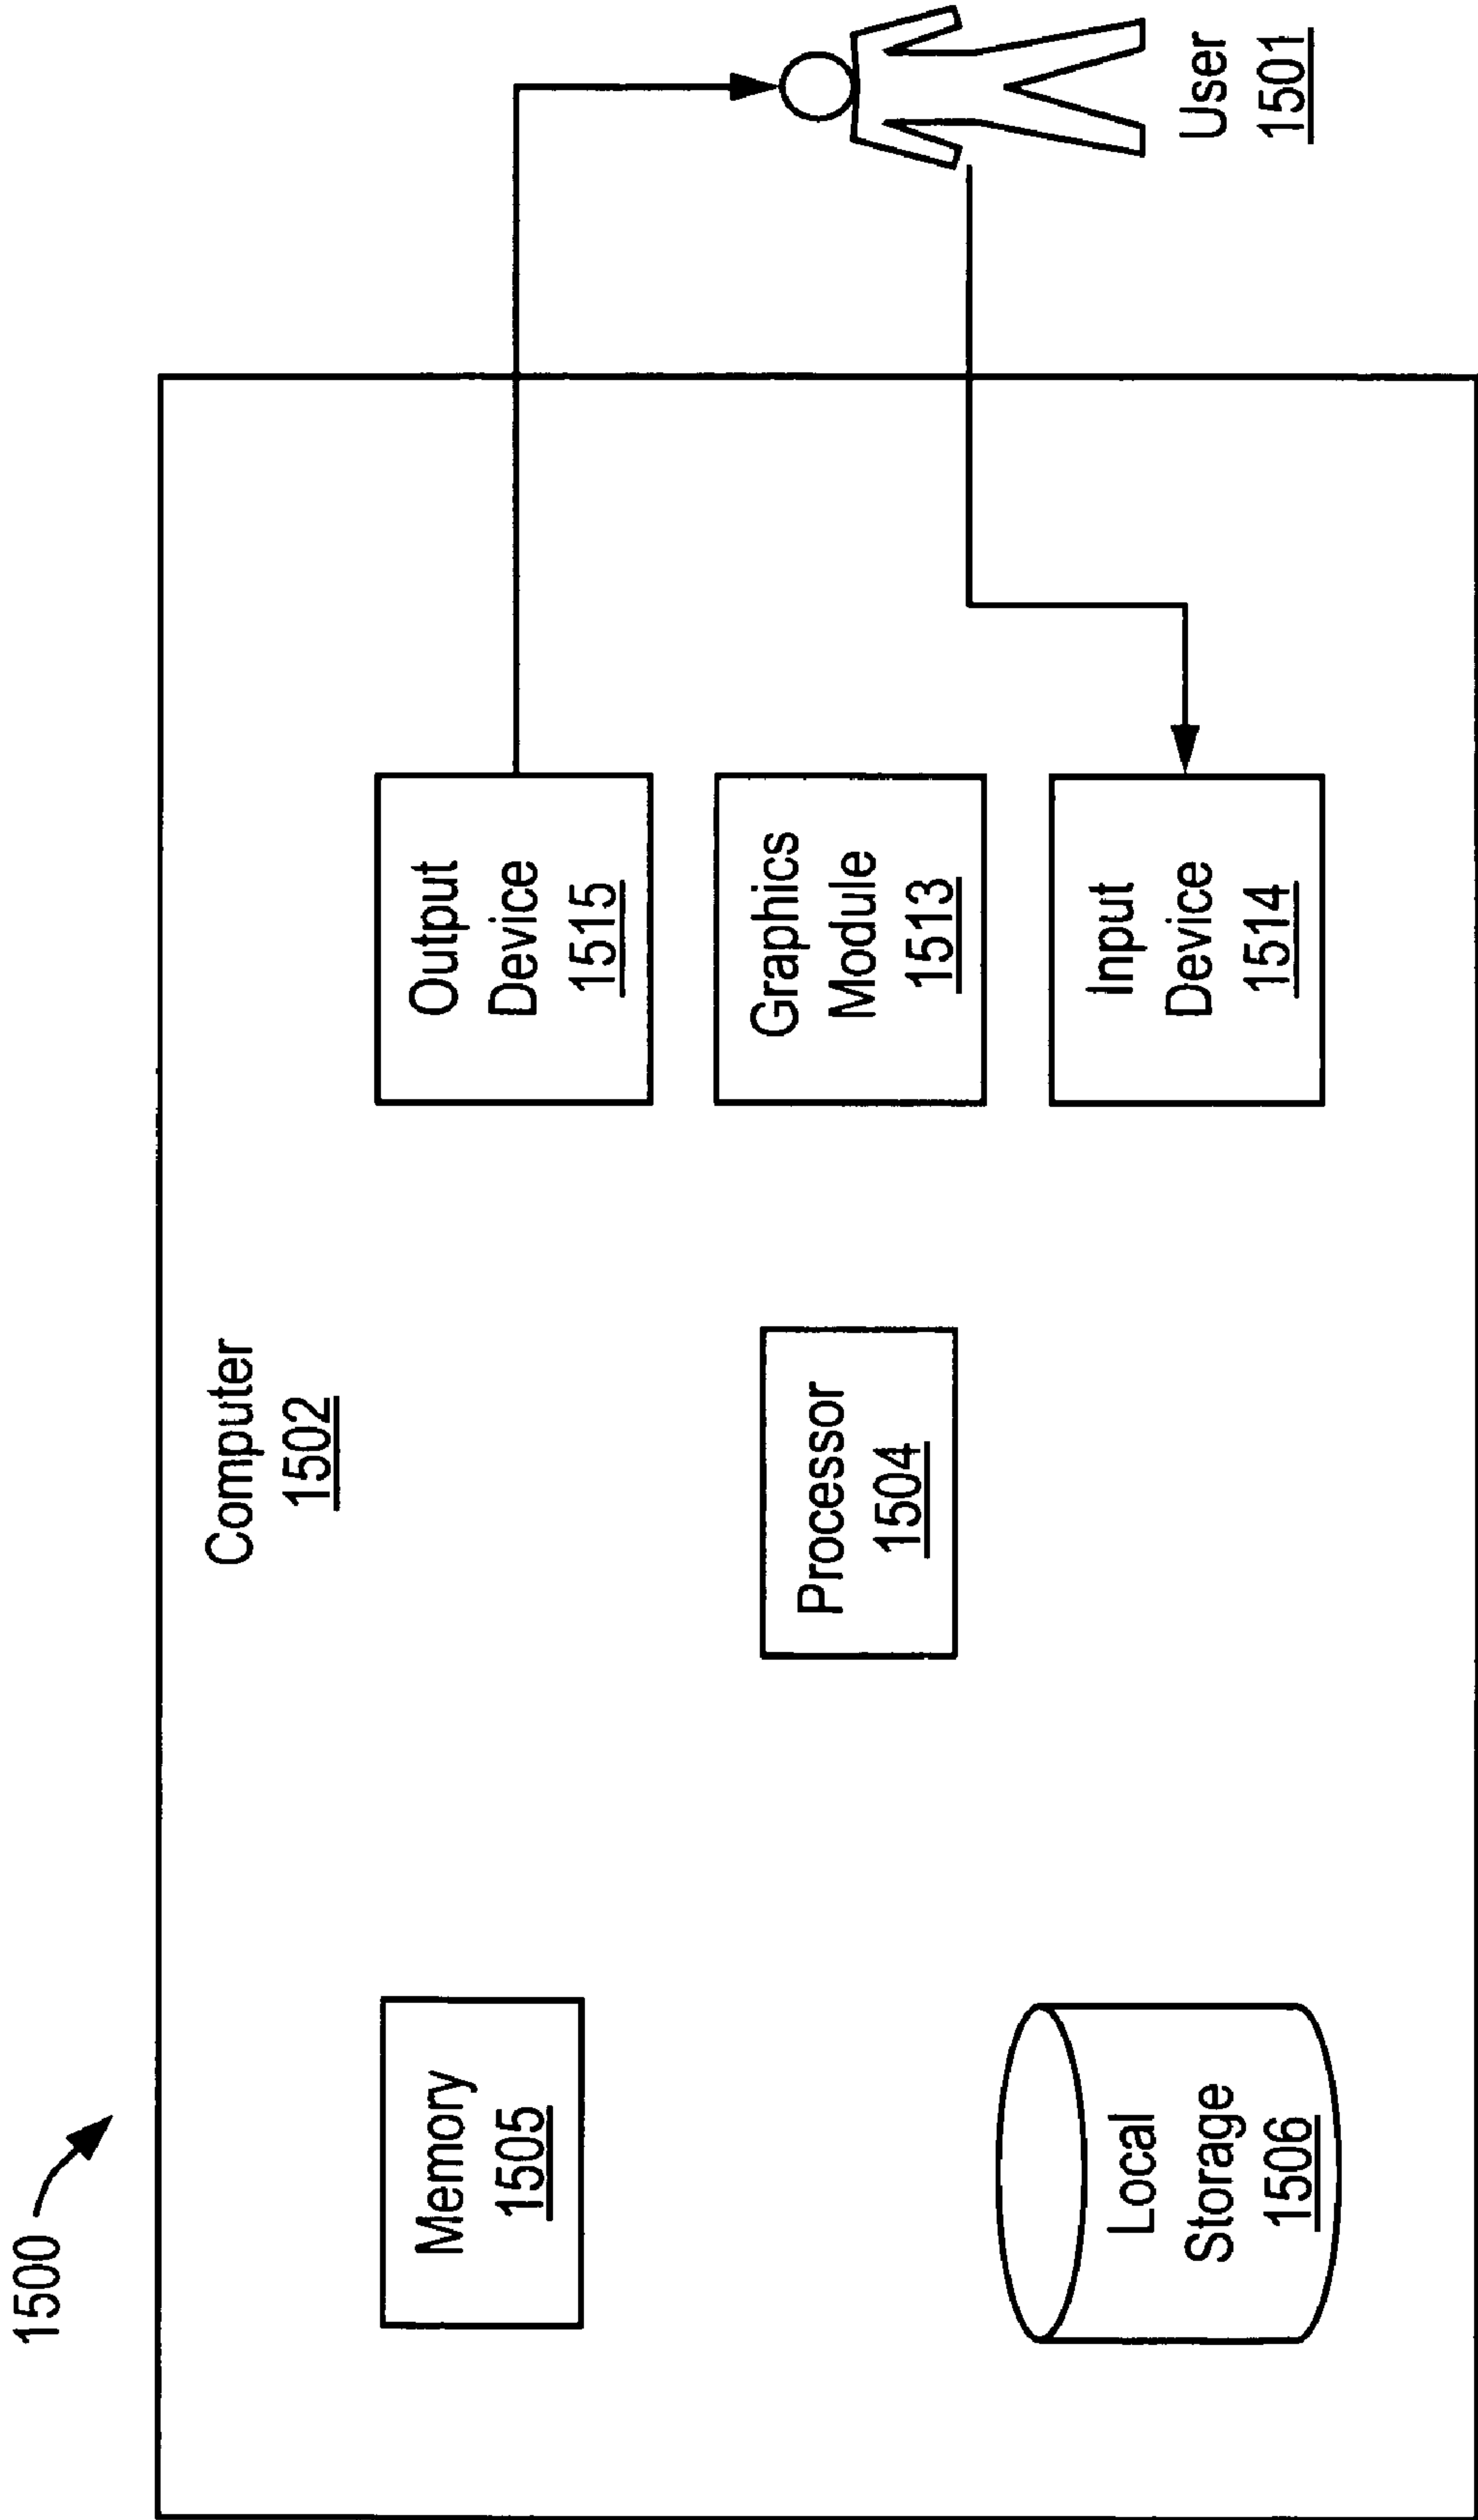 1500
Computer
1502
Memory
1505
Local
Storage
1506
Processor
1504
Output
Device
1515
Graphics
Module
1513
Input
Device
1514
User
1501